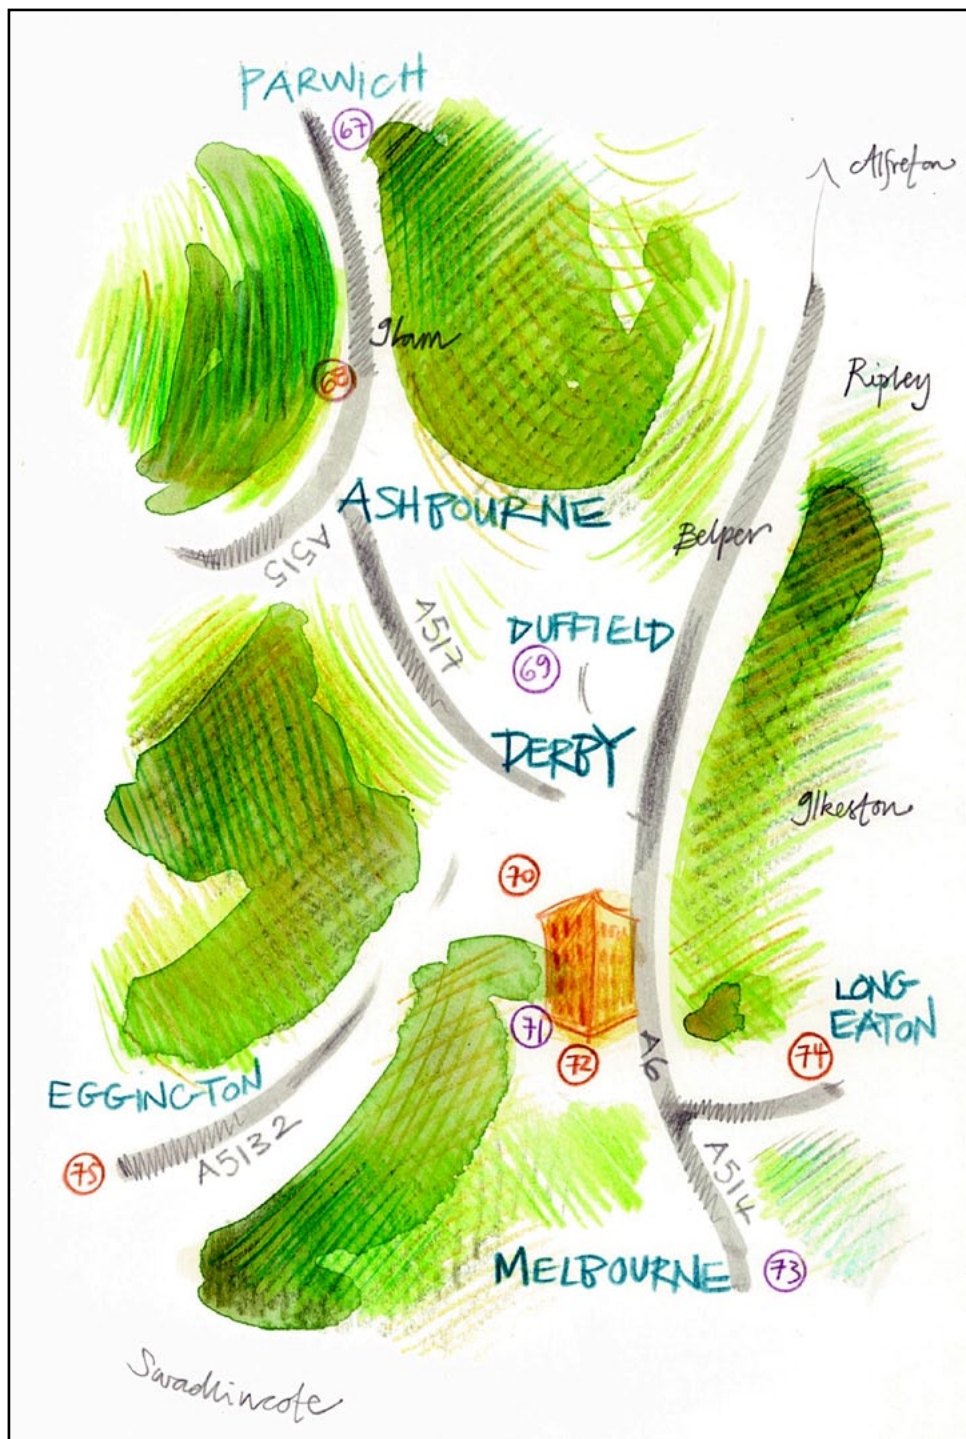 PARWICH
67
Alfreton
Ilam
68
Ripley
ASHBOURNE
A515
Belper
A517
DUFFIELD
69
DERBY
Ilkeston
70
LONG
EATON
71
72
A6
74
EGGINGTON
A5132
75
A514
MELBOURNE
73
Swadlincote